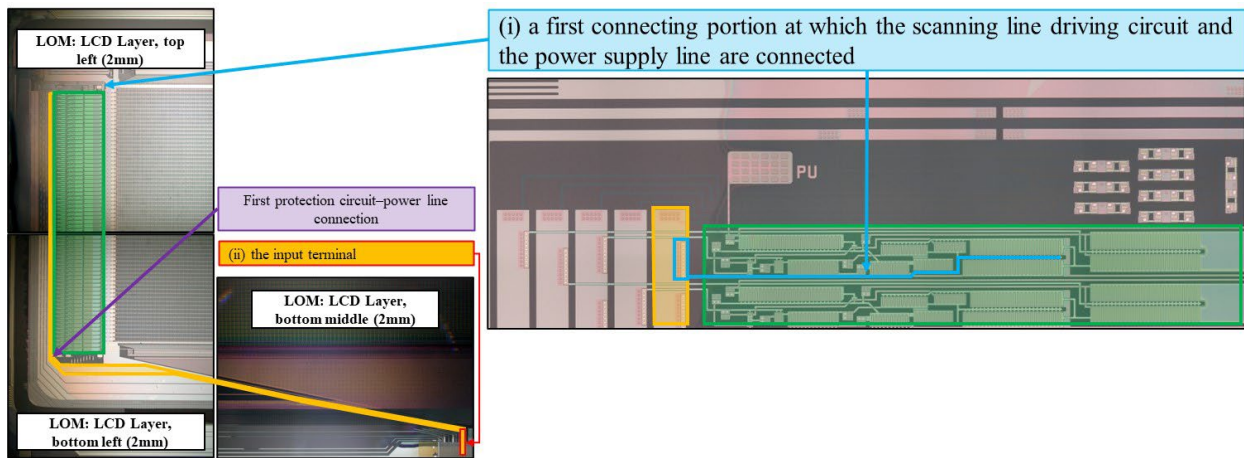 LOM: LCD Layer, top
left (2mm)
(i) a first connecting portion at which the scanning line driving circuit and
the power supply line are connected
PU
First protection circuit–power line
connection
(ii) the input terminal
LOM: LCD Layer,
bottom middle (2mm)
LOM: LCD Layer,
bottom left (2mm)